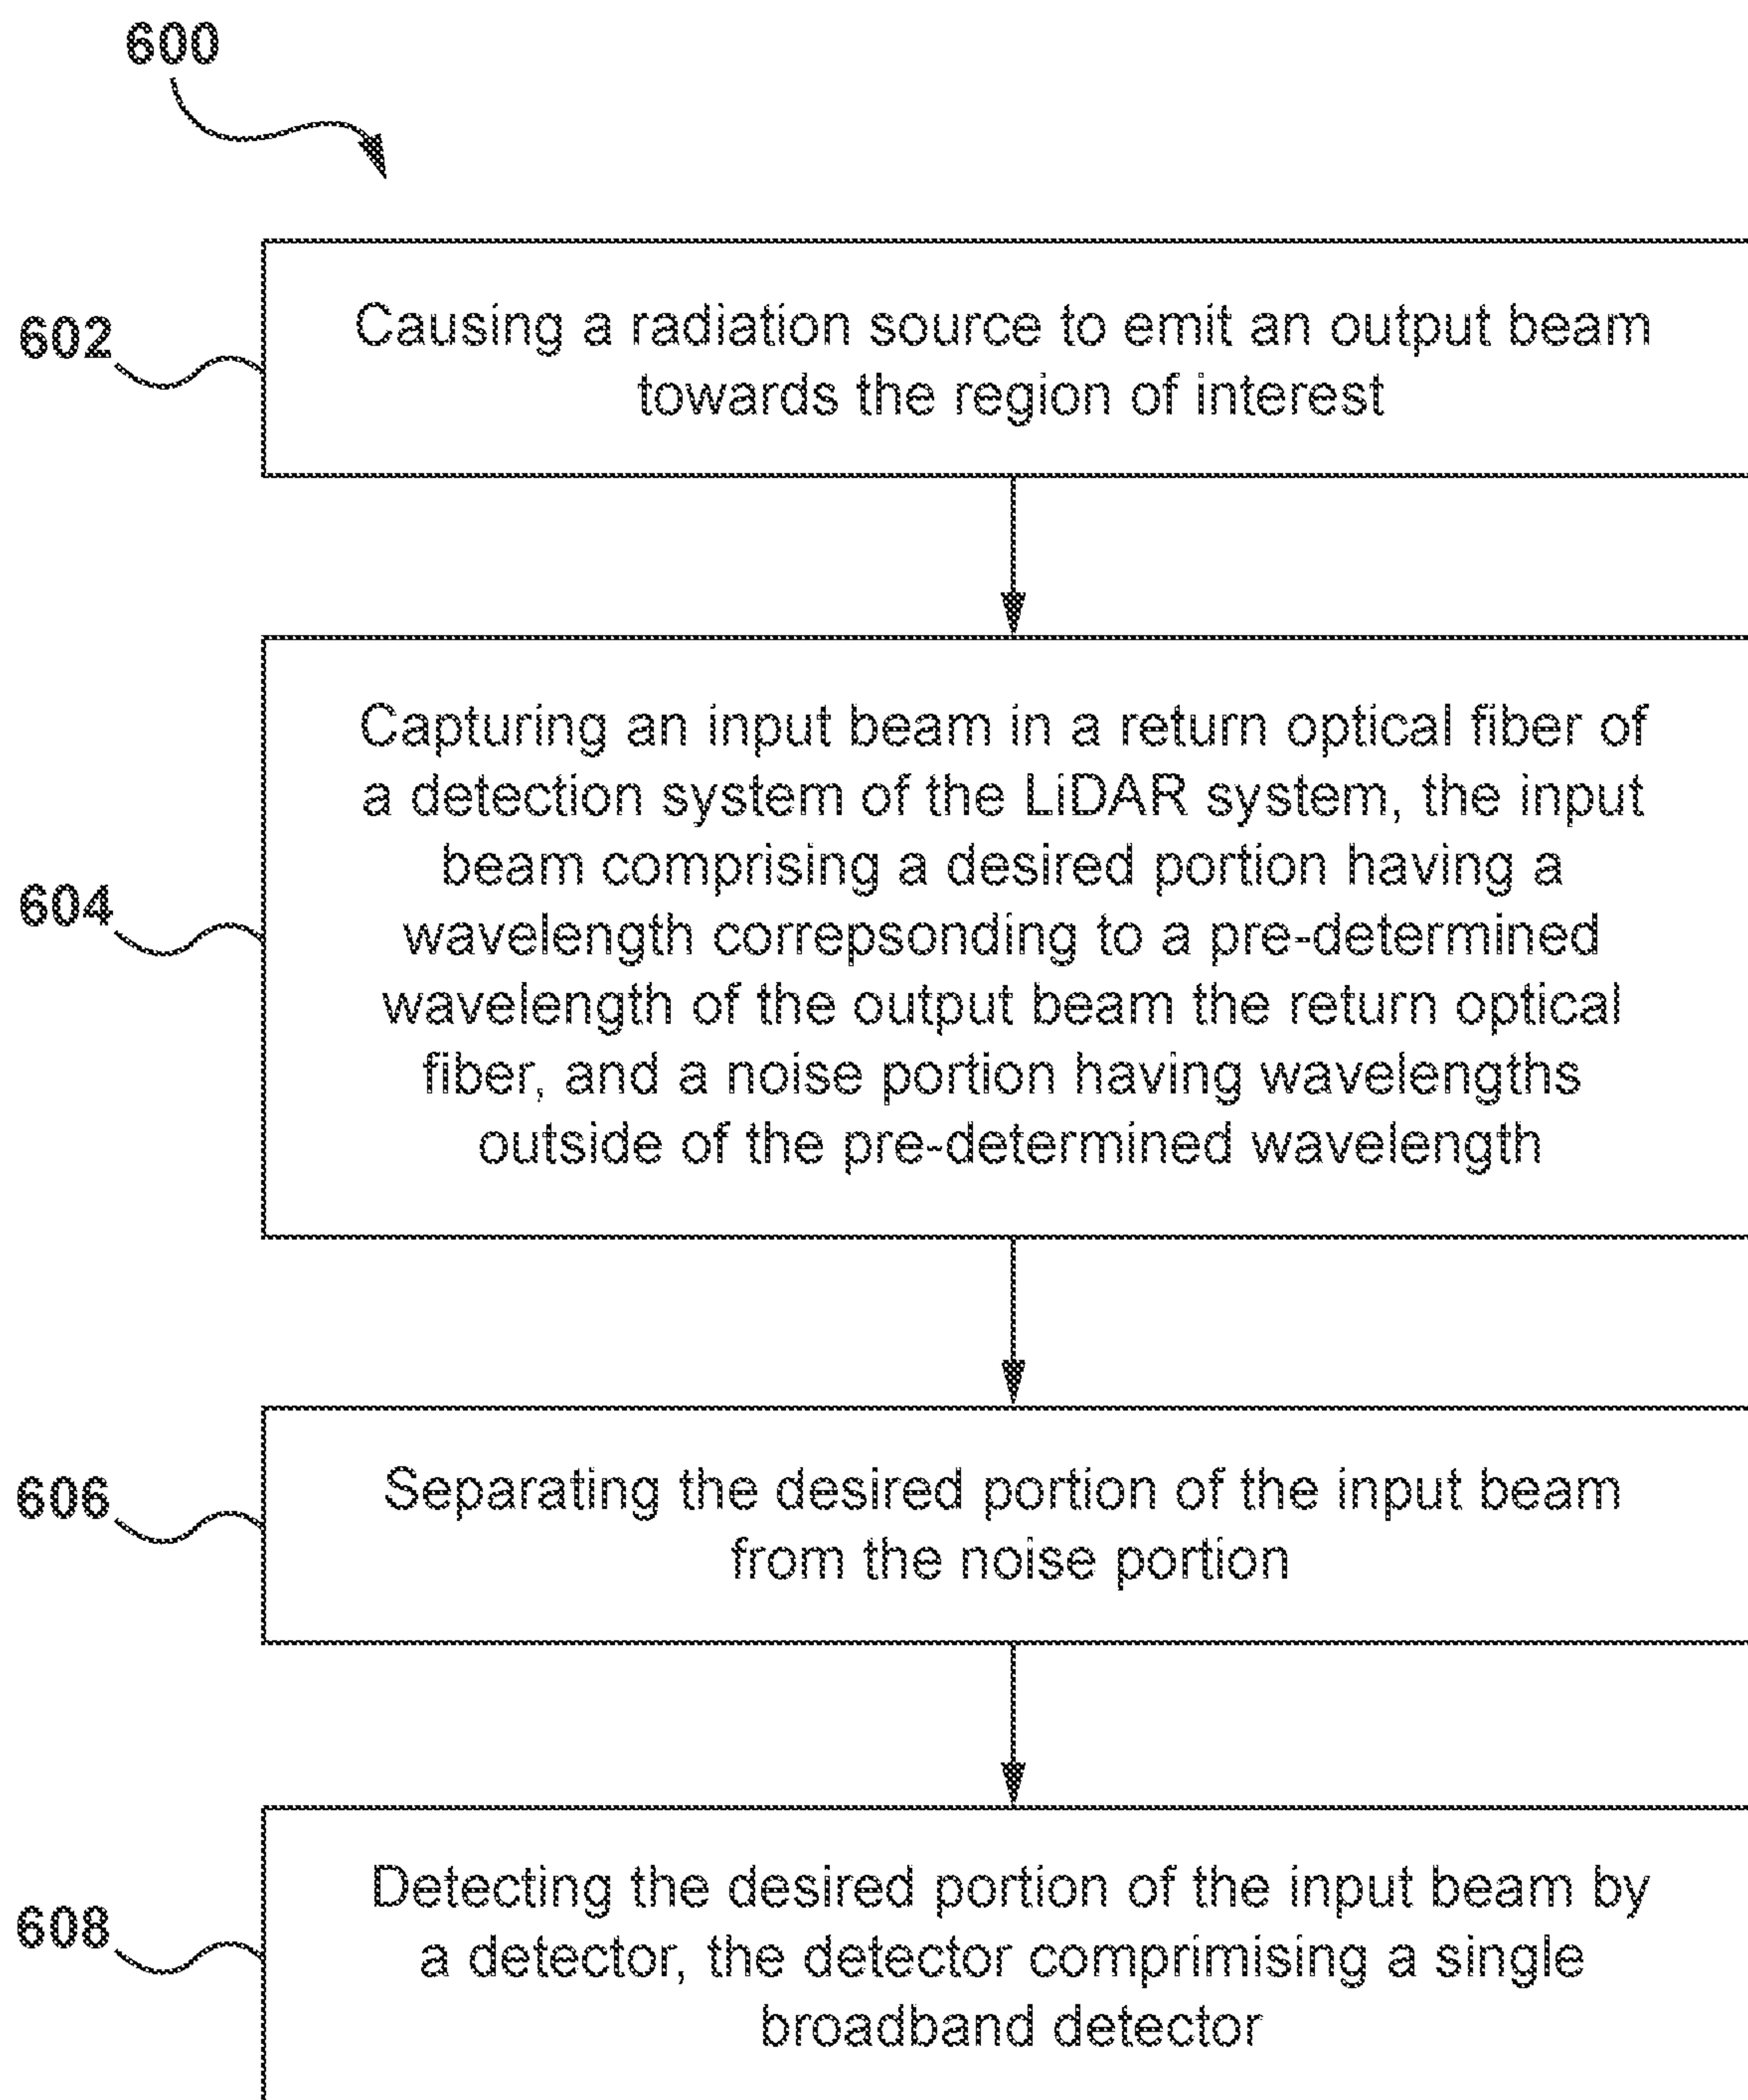 600
602
Causing a radiation source to emit an output beam
towards the region of interest
604
Capturing an input beam in a return optical fiber of
a detection system of the LiDAR system, the input
beam comprising a desired portion having a
wavelength correpsonding to a pre-determined
wavelength of the output beam the return optical
fiber, and a noise portion having wavelengths
outside of the pre-determined wavelength
606
Separating the desired portion of the input beam
from the noise portion
608
Detecting the desired portion of the input beam by
a detector, the detector comprimising a single
broadband detector